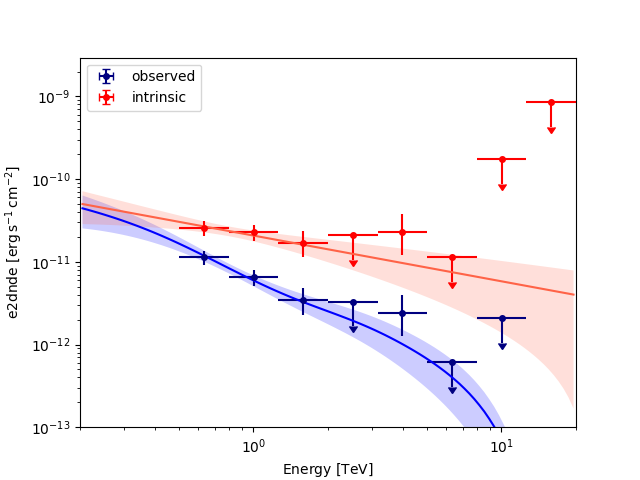 observed
intrinsic
10⁻⁹
10⁻¹⁰
10⁻¹¹
10⁻¹²
10⁻¹³
e2dnde [erg s⁻¹ cm⁻²]
10⁰
10¹
Energy [TeV]